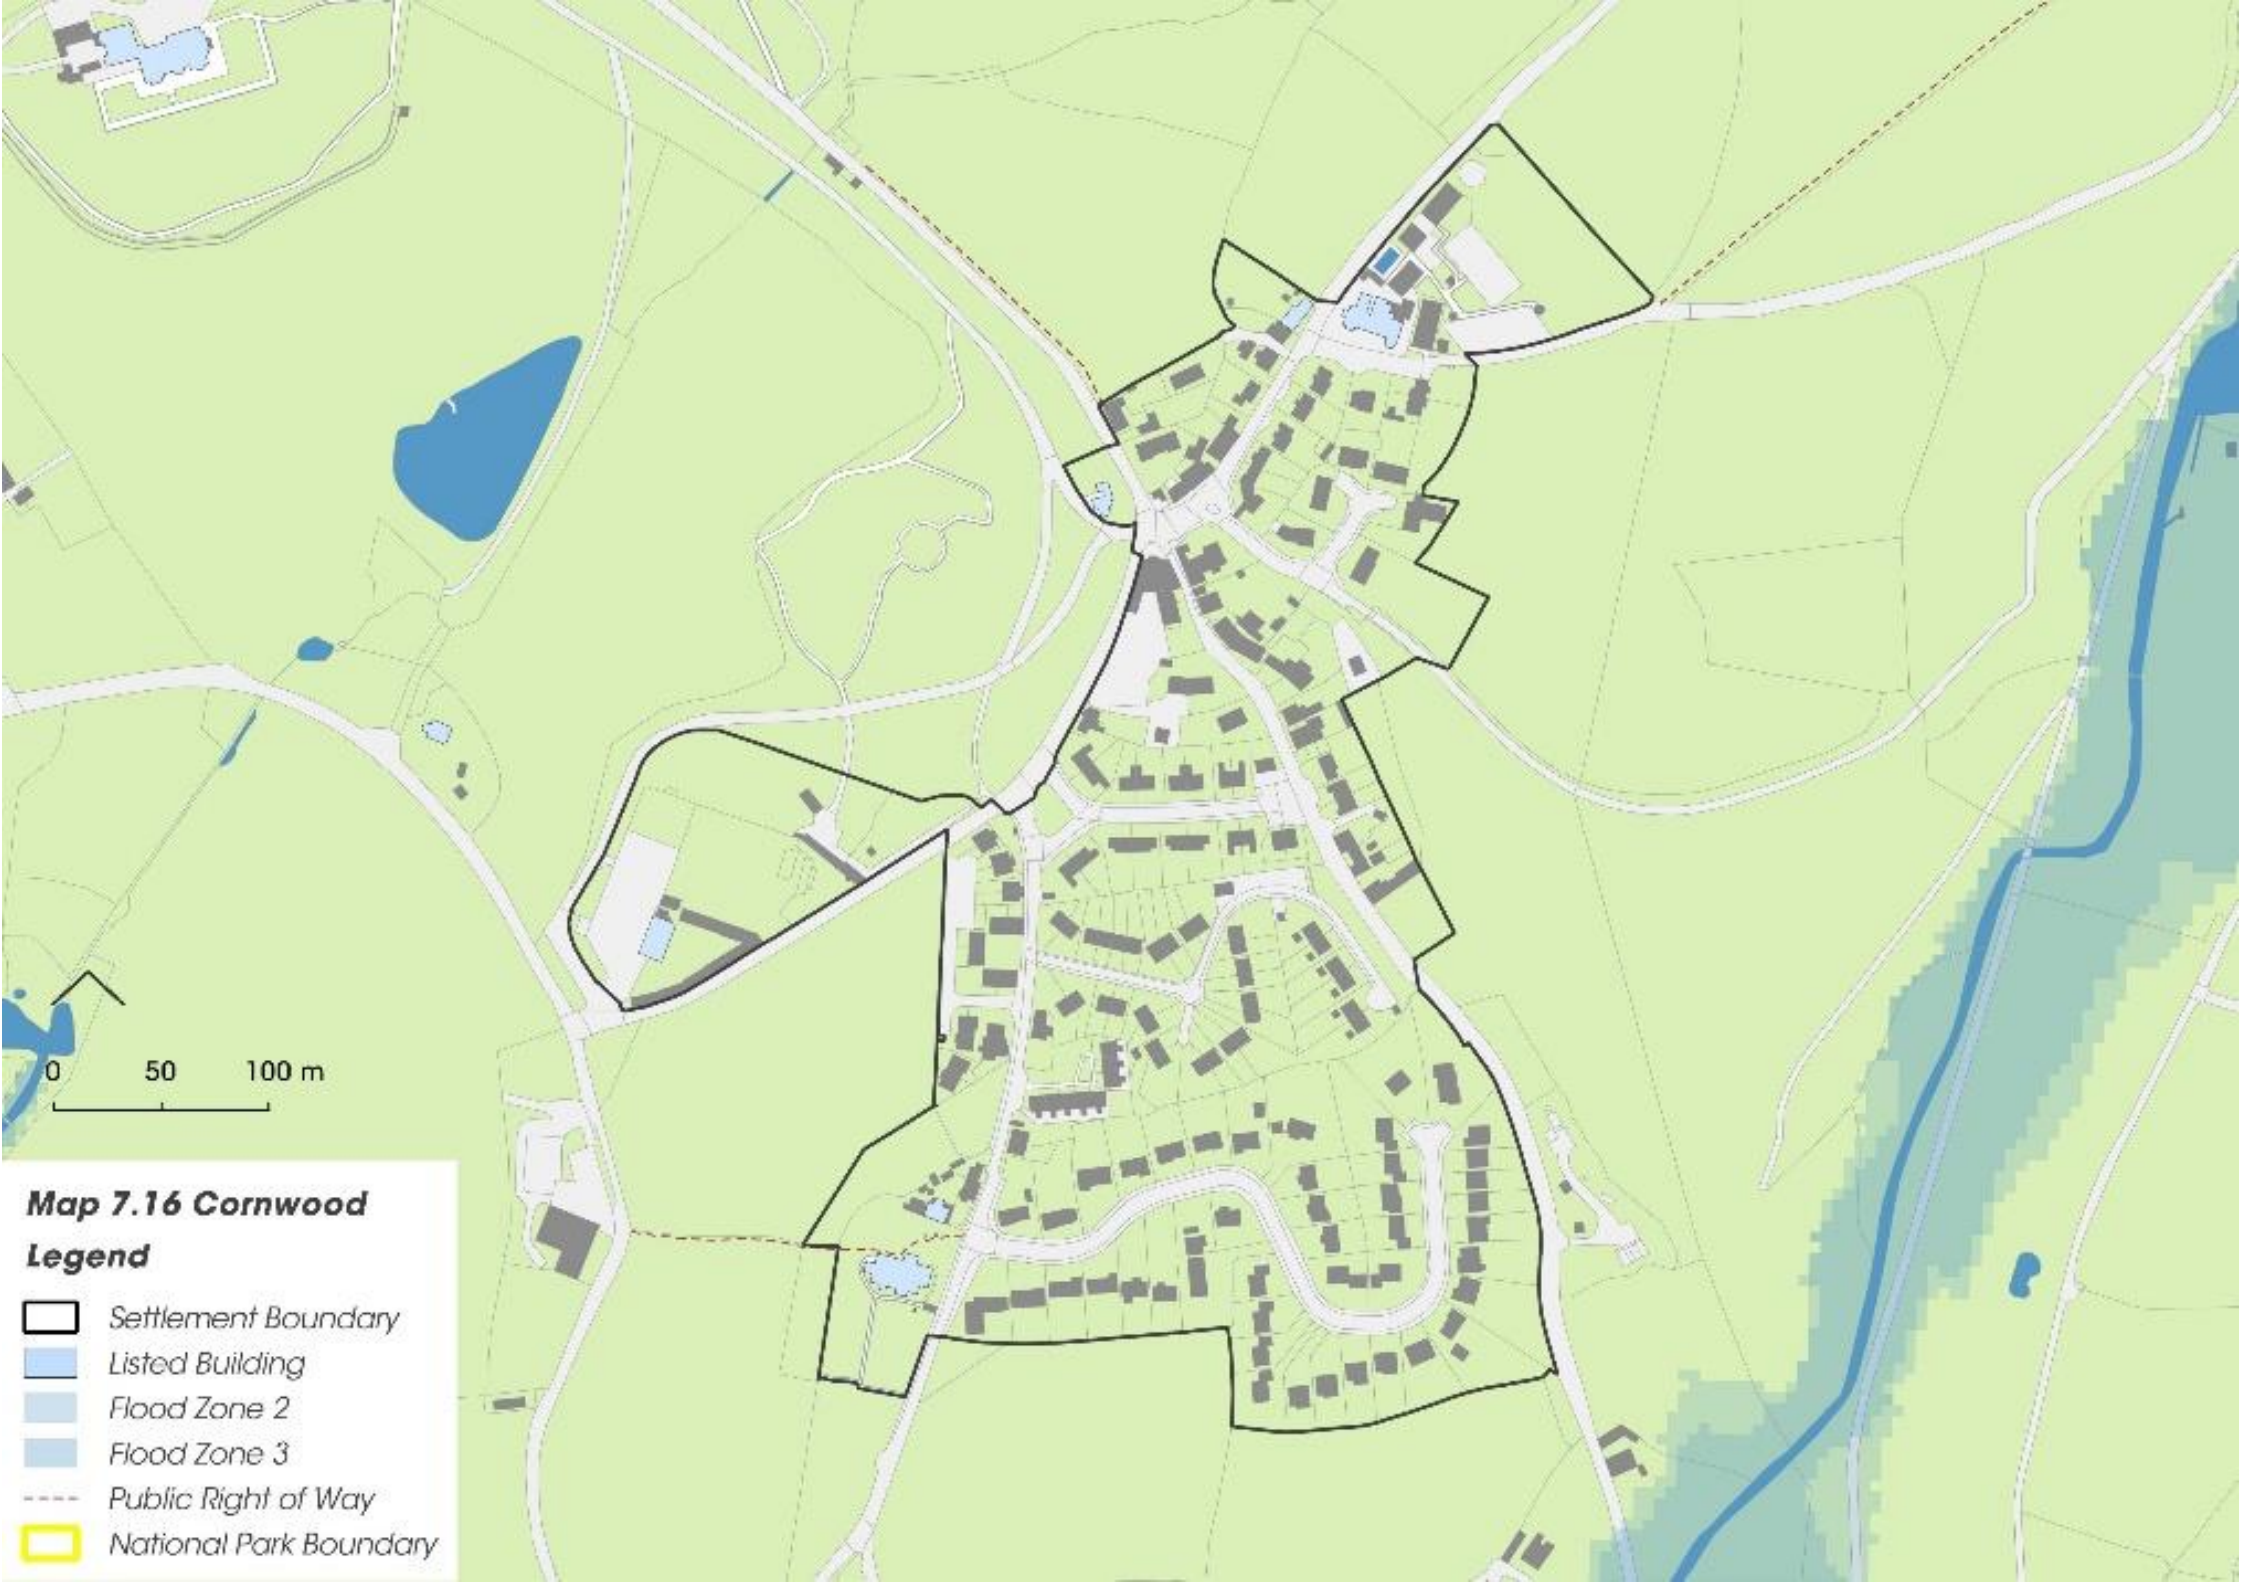 0 50 100 m
Map 7.16 Cornwood
Legend
Settlement Boundary
Listed Building
Flood Zone 2
Flood Zone 3
Public Right of Way
National Park Boundary